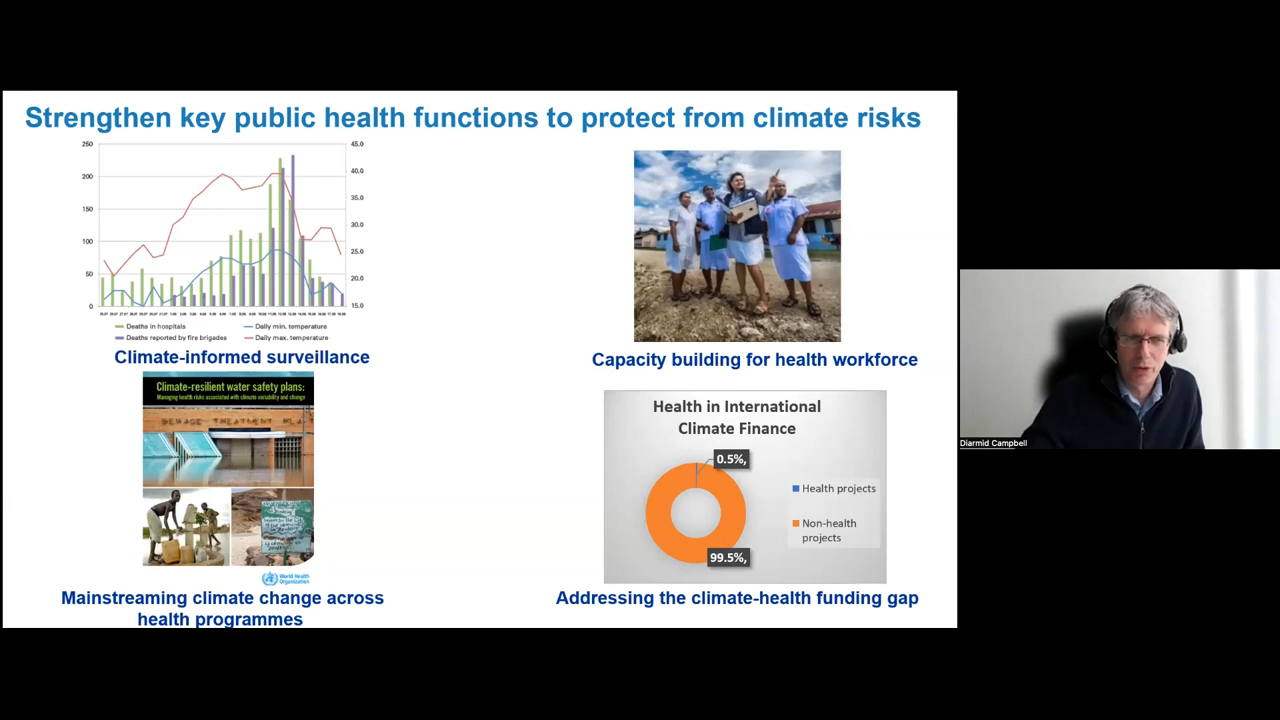 Strengthen key public health functions to protect from climate risks
250
200
150
100
50
0
45.0
40.0
35.0
30.0
25.0
20.0
15.0
Deaths in hospitals
Daily min. temperature
Deaths reported by fire brigades
Daily max. temperature
Climate-informed surveillance
Capacity building for health workforce
Climate-resilient water safety plans:
Managing health risks associated with climate variability and change
SEWAGE TREATMENT PLA
World Health
Organization
Mainstreaming climate change across
health programmes
Health in International
Climate Finance
0.5%,
Health projects
Non-health
projects
99.5%,
Addressing the climate-health funding gap
Diarmid Campbell